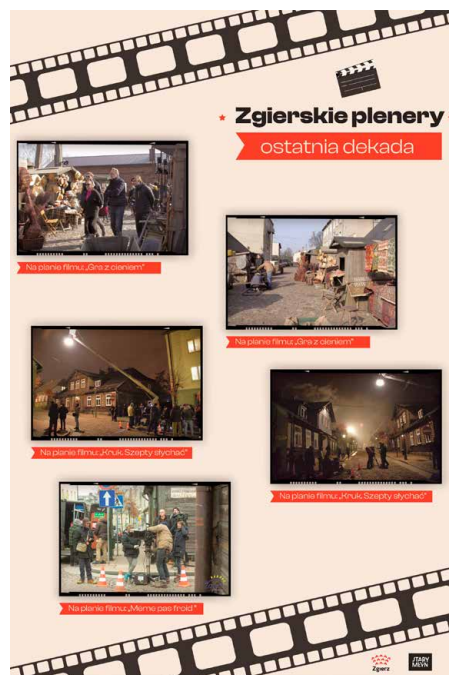 Zgierskie plenery
ostatnia dekada
Na planie filmu: „Gra z cieniem”
Na planie filmu: „Gra z cieniem”
Na planie filmu: „Kruk. Szepty słychać”
Na planie filmu: „Kruk. Szepty słychać”
Na planie filmu: „Meme pas froid”
Zgierz
STARY
MŁYN